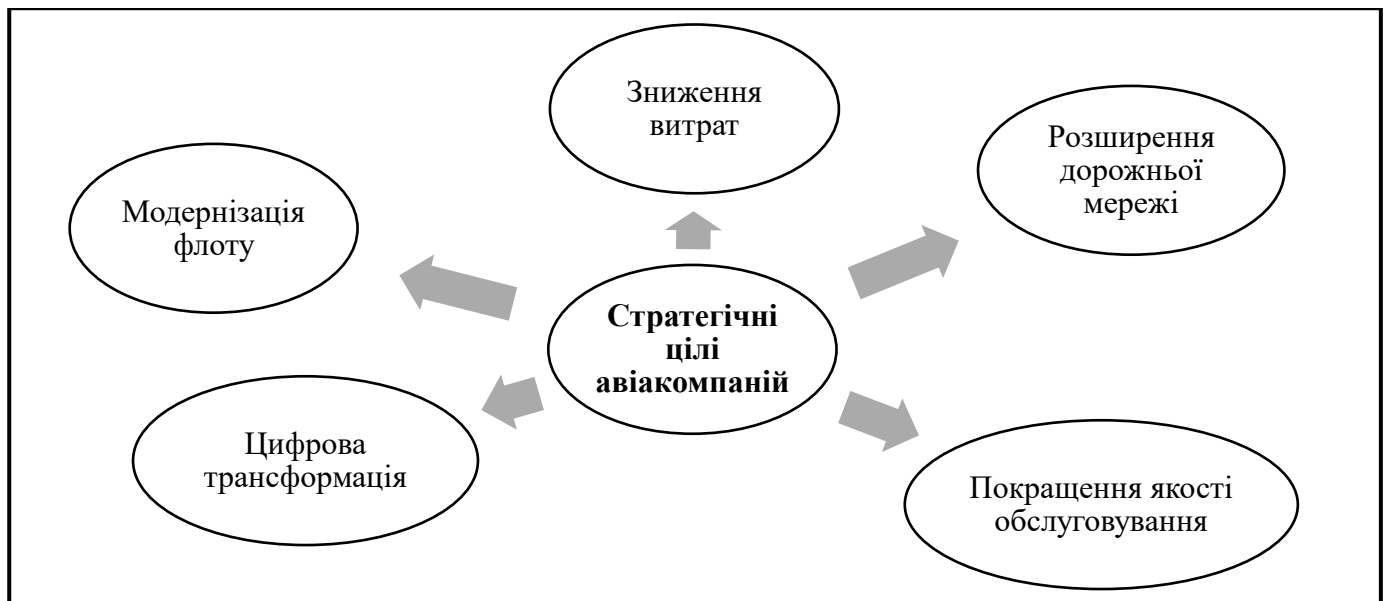 Зниження
витрат
Розширення
дорожньої
мережі
Модернізація
флоту
Стратегічні
цілі
авіакомпаній
Цифрова
трансформація
Покращення якості
обслуговування